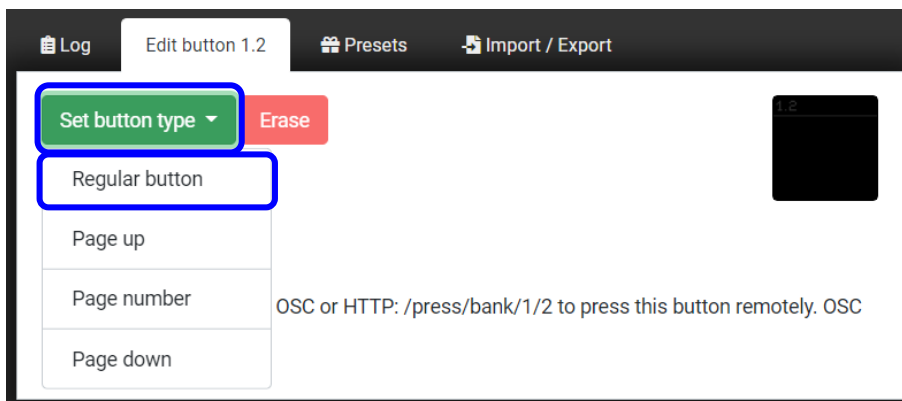 Log
Edit button 1.2
Presets
Import / Export
Set button type
Erase
1.2
Regular button
Page up
Page number
OSC or HTTP: /press/bank/1/2 to press this button remotely. OSC
Page down